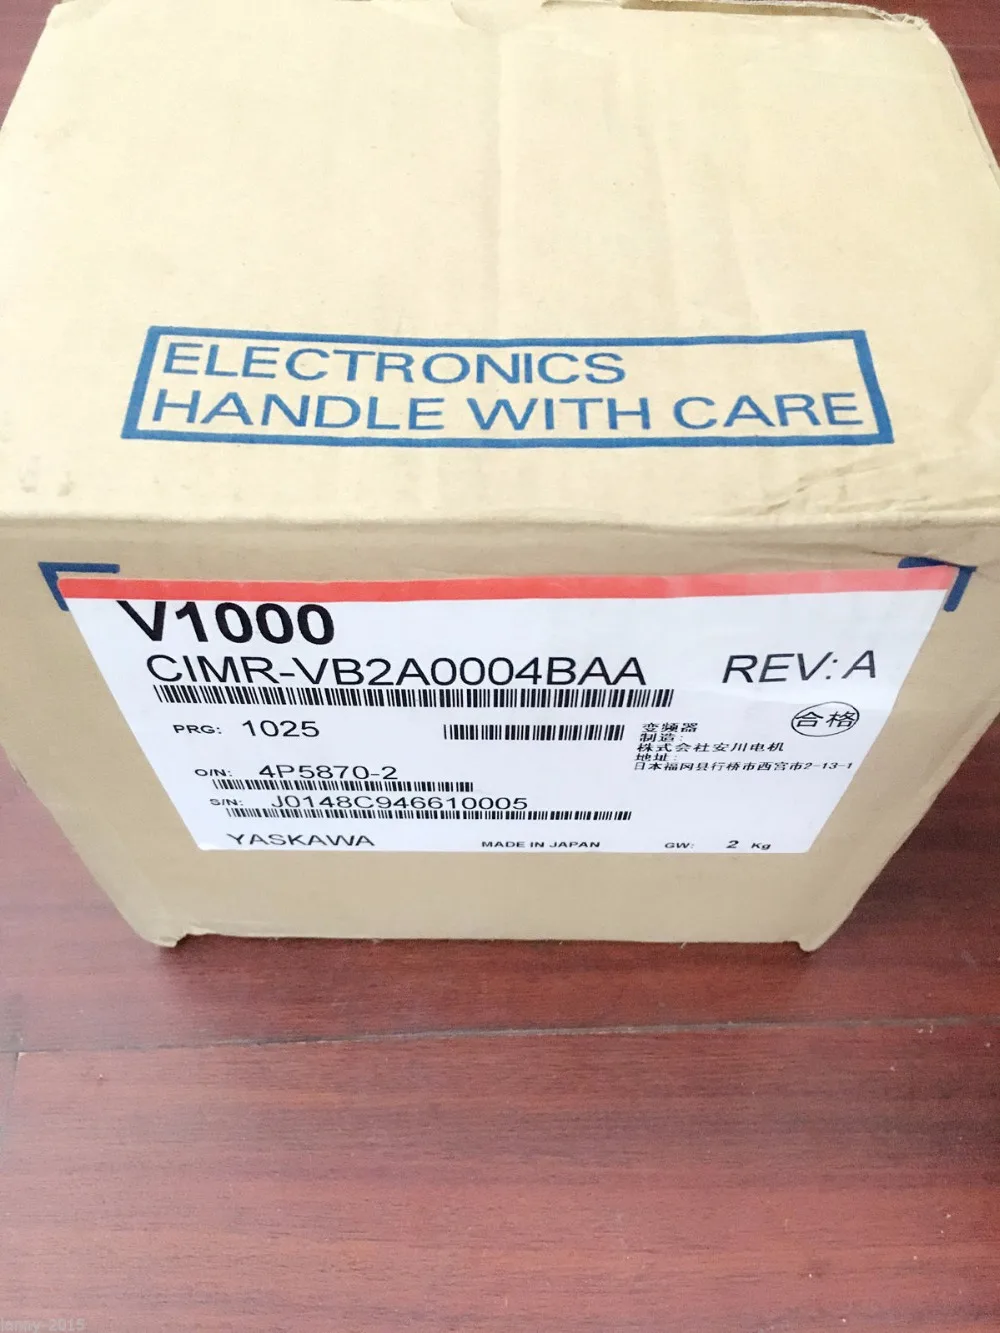 ELECTRONICS
HANDLE WITH CARE
V1000
CIMR-VB2A0004BAA REV: A
PRG: 1025
变频器
合格
制造:
株式会社安川电机
地址:
日本福冈县行桥市西宫市2-13-1
O/N: 4P5870-2
S/N: J0148C946610005
YASKAWA MADE IN JAPAN GW: 2 Kg
lanny-2015